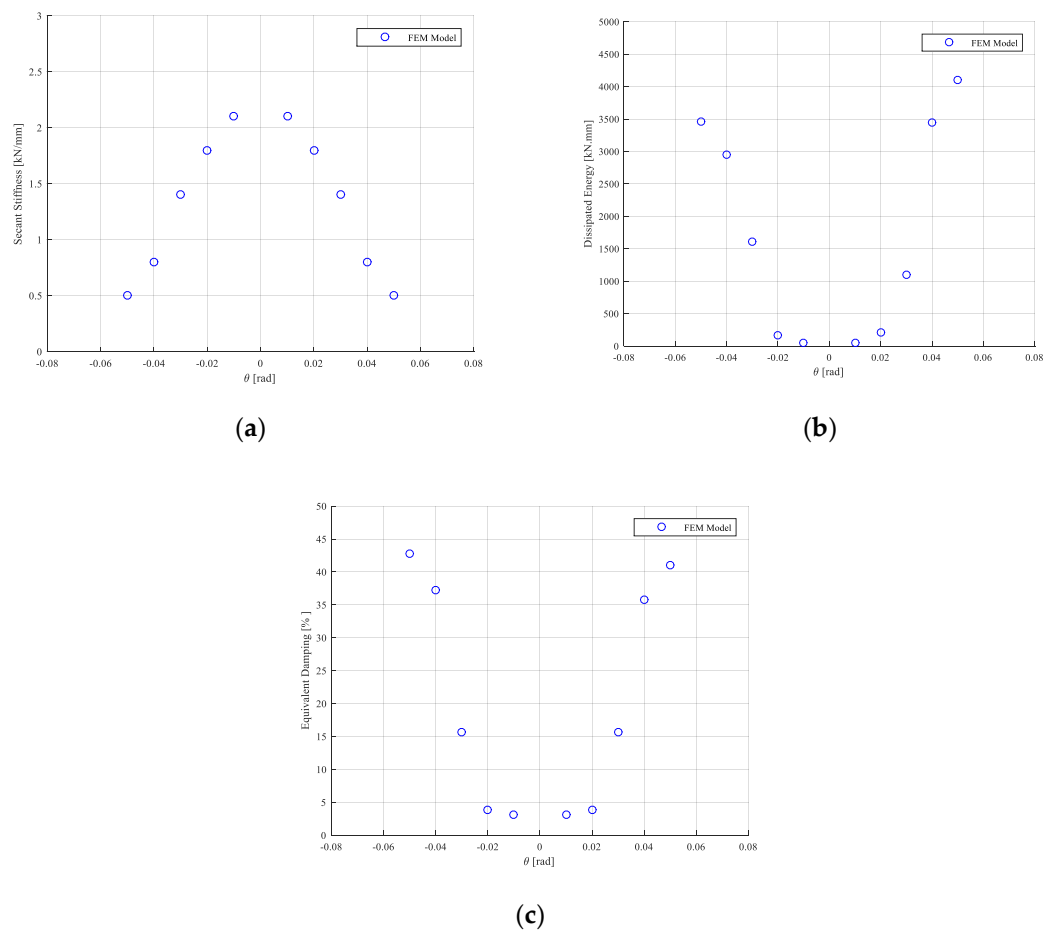 3
2.5
2
1.5
1
0.5
0
Secant Stiffness [kN/mm]
FEM Model
-0.08 -0.06 -0.04 -0.02 0 0.02 0.04 0.06 0.08
θ [rad]
(a)
5000
4500
4000
3500
3000
2500
2000
1500
1000
500
0
Dissipated Energy [kN.mm]
FEM Model
-0.08 -0.06 -0.04 -0.02 0 0.02 0.04 0.06 0.08
θ [rad]
(b)
50
45
40
35
30
25
20
15
10
5
0
Equivalent Damping [% ]
FEM Model
-0.08 -0.06 -0.04 -0.02 0 0.02 0.04 0.06 0.08
θ [rad]
(c)